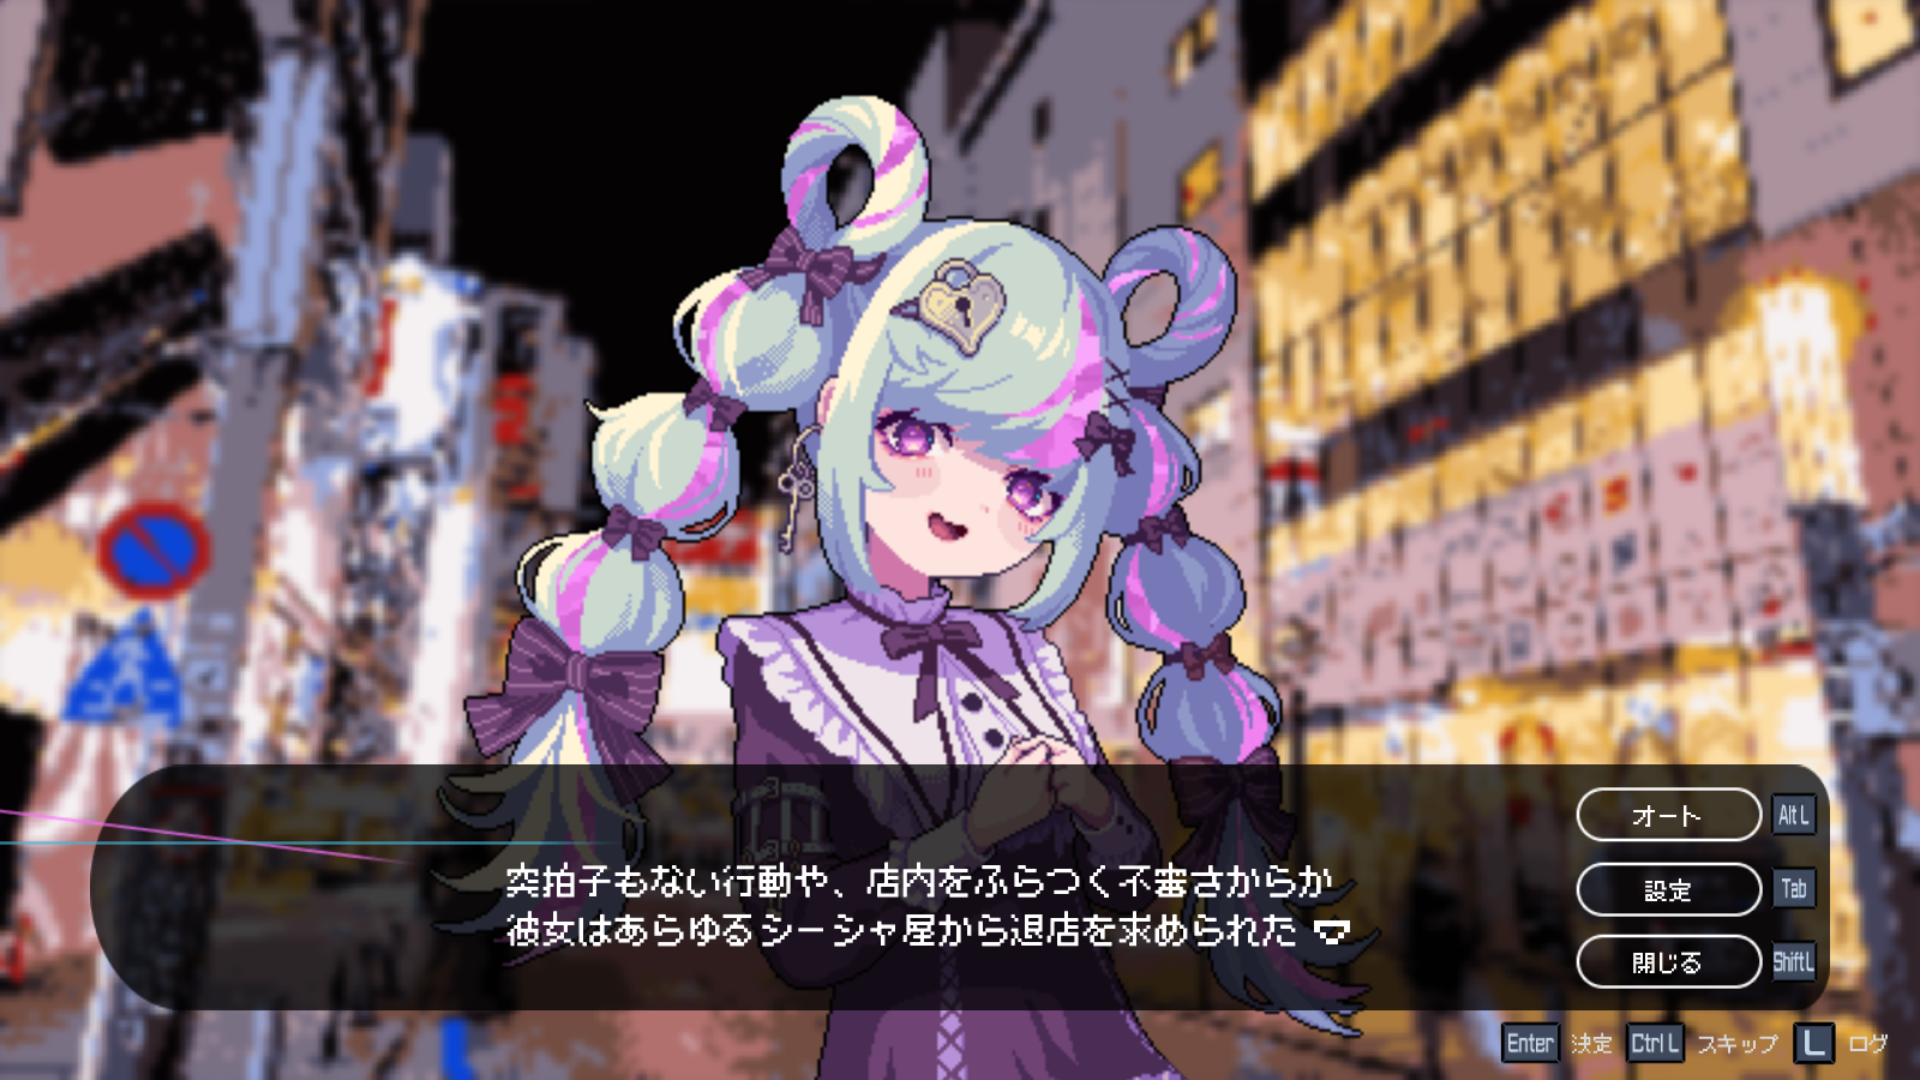 突拍子もない行動や、店内をふらつく不審さからか
彼女はあらゆるシーシャ屋から退店を求められた
オート Alt L
設定 Tab
閉じる Shift L
Enter 決定 Ctrl L スキップ L ログ